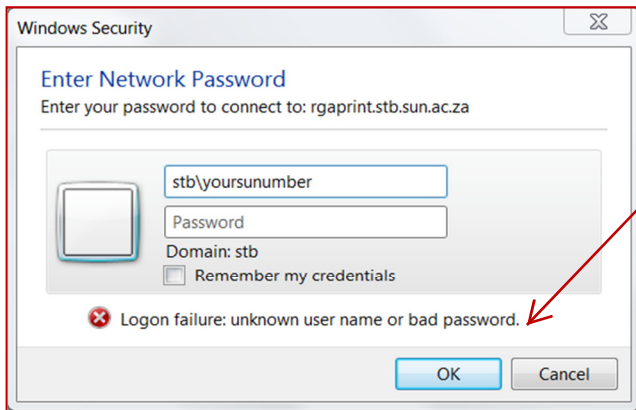 Windows Security
Enter Network Password
Enter your password to connect to: rgaprint.stb.sun.ac.za
stb\yoursunumber
Password
Domain: stb
Remember my credentials
Logon failure: unknown user name or bad password.
OK Cancel